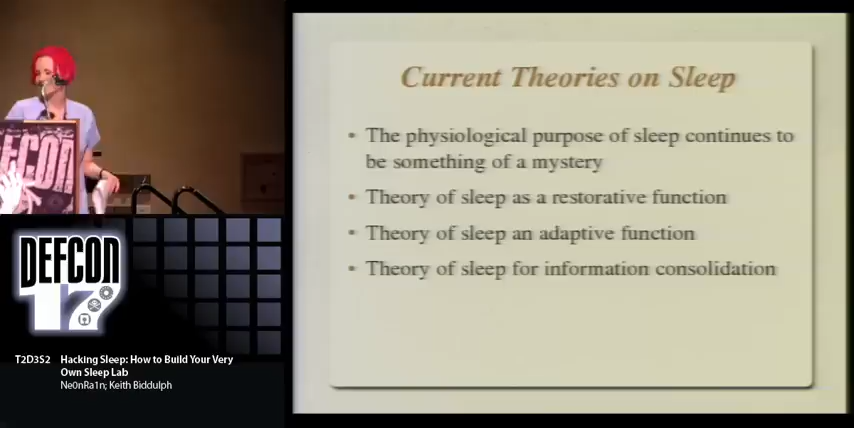 Current Theories on Sleep
• The physiological purpose of sleep continues to
be something of a mystery
• Theory of sleep as a restorative function
• Theory of sleep an adaptive function
• Theory of sleep for information consolidation
DEFCON
DEFCON
17
T2D3S2 Hacking Sleep: How to Build Your Very
Own Sleep Lab
Ne0nRa1n; Keith Biddulph